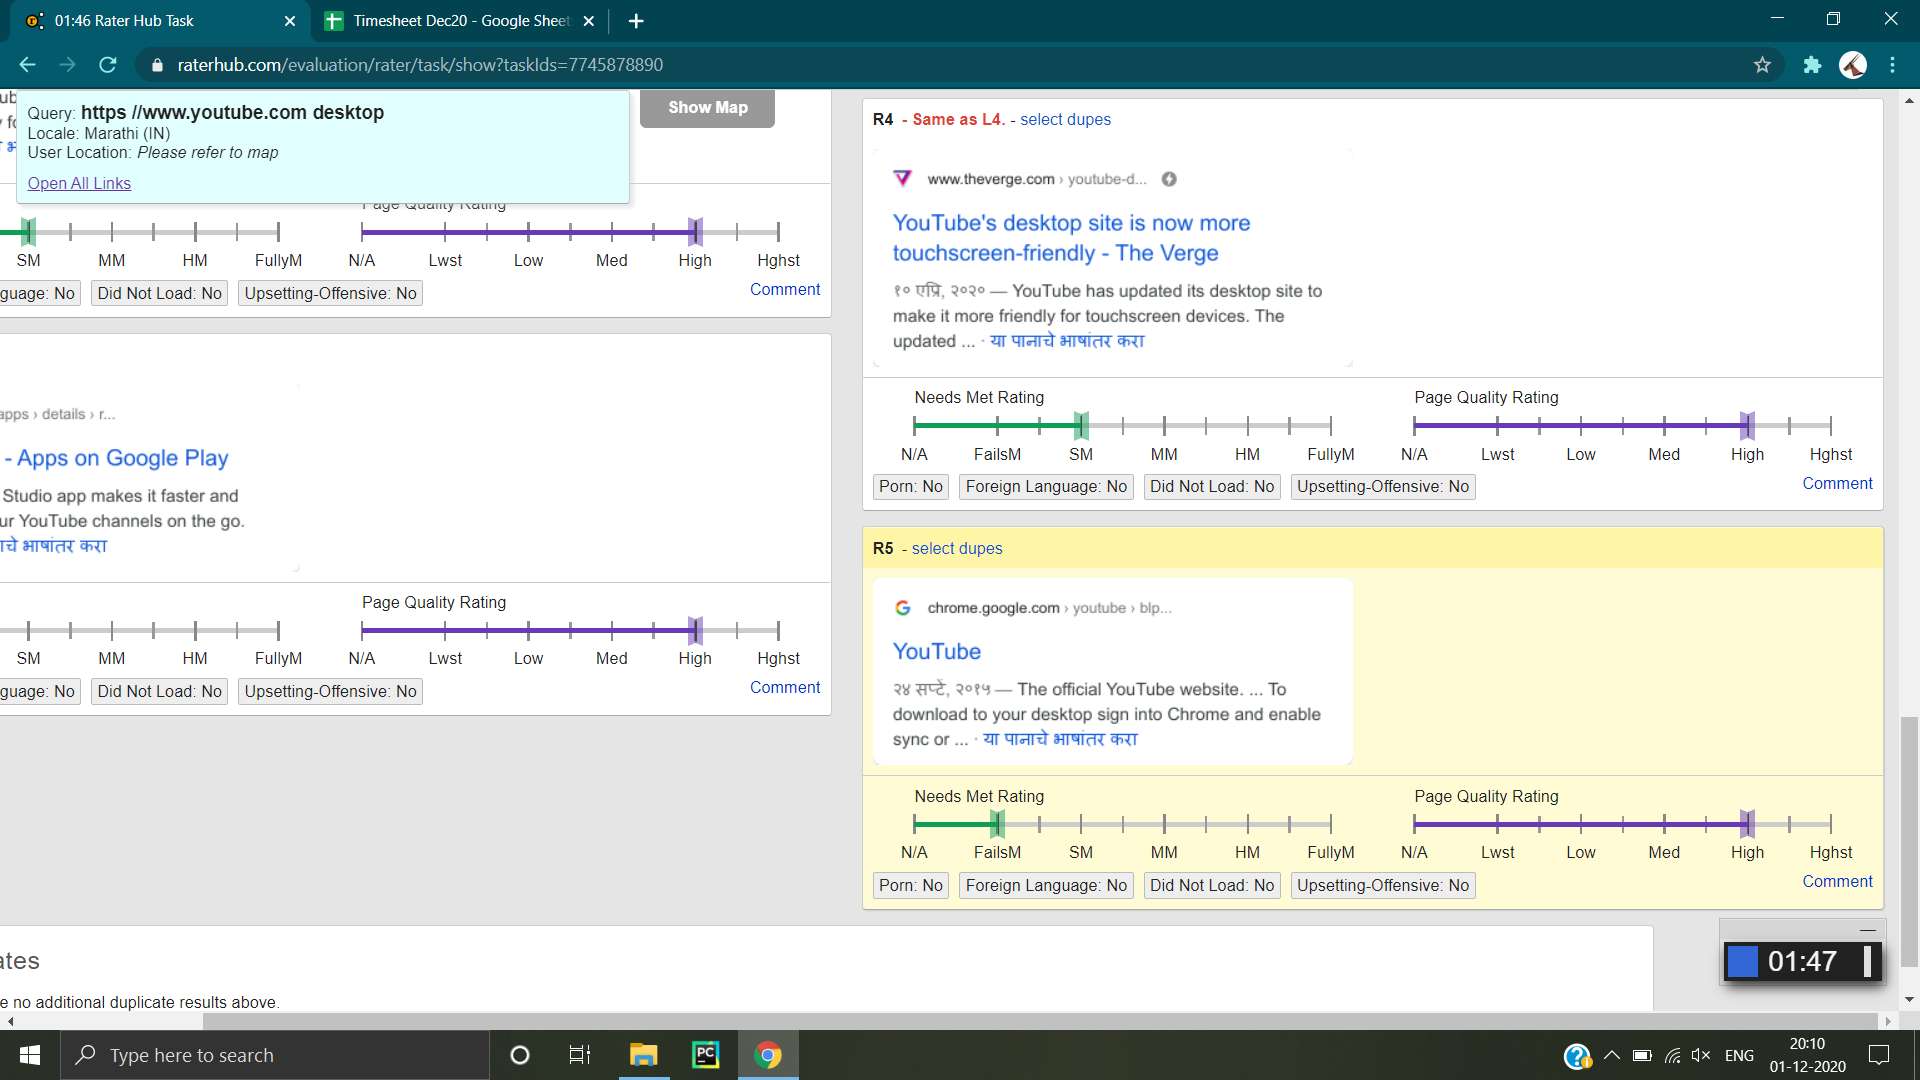 01:46 Rater Hub Task
Timesheet Dec20 - Google Sheet
raterhub.com/evaluation/rater/task/show?taskIds=7745878890
Query: https //www.youtube.com desktop
Locale: Marathi (IN)
User Location: Please refer to map
Open All Links
Show Map
Page Quality Rating
SM MM HM FullyM N/A Lwst Low Med High Hghst
guage: No Did Not Load: No Upsetting-Offensive: No Comment
apps › details › r...
- Apps on Google Play
Studio app makes it faster and
ur YouTube channels on the go.
चे भाषांतर करा
Page Quality Rating
SM MM HM FullyM N/A Lwst Low Med High Hghst
guage: No Did Not Load: No Upsetting-Offensive: No Comment
R4 - Same as L4. - select dupes
www.theverge.com › youtube-d...
YouTube's desktop site is now more
touchscreen-friendly - The Verge
१० एप्रि, २०२० — YouTube has updated its desktop site to
make it more friendly for touchscreen devices. The
updated ... · या पानाचे भाषांतर करा
Needs Met Rating Page Quality Rating
N/A FailsM SM MM HM FullyM N/A Lwst Low Med High Hghst
Porn: No Foreign Language: No Did Not Load: No Upsetting-Offensive: No Comment
R5 - select dupes
chrome.google.com › youtube › blp...
YouTube
२४ सप्टें, २०१५ — The official YouTube website. ... To
download to your desktop sign into Chrome and enable
sync or ... · या पानाचे भाषांतर करा
Needs Met Rating Page Quality Rating
N/A FailsM SM MM HM FullyM N/A Lwst Low Med High Hghst
Porn: No Foreign Language: No Did Not Load: No Upsetting-Offensive: No Comment
ates
e no additional duplicate results above.
01:47
Type here to search
PC
ENG
20:10
01-12-2020